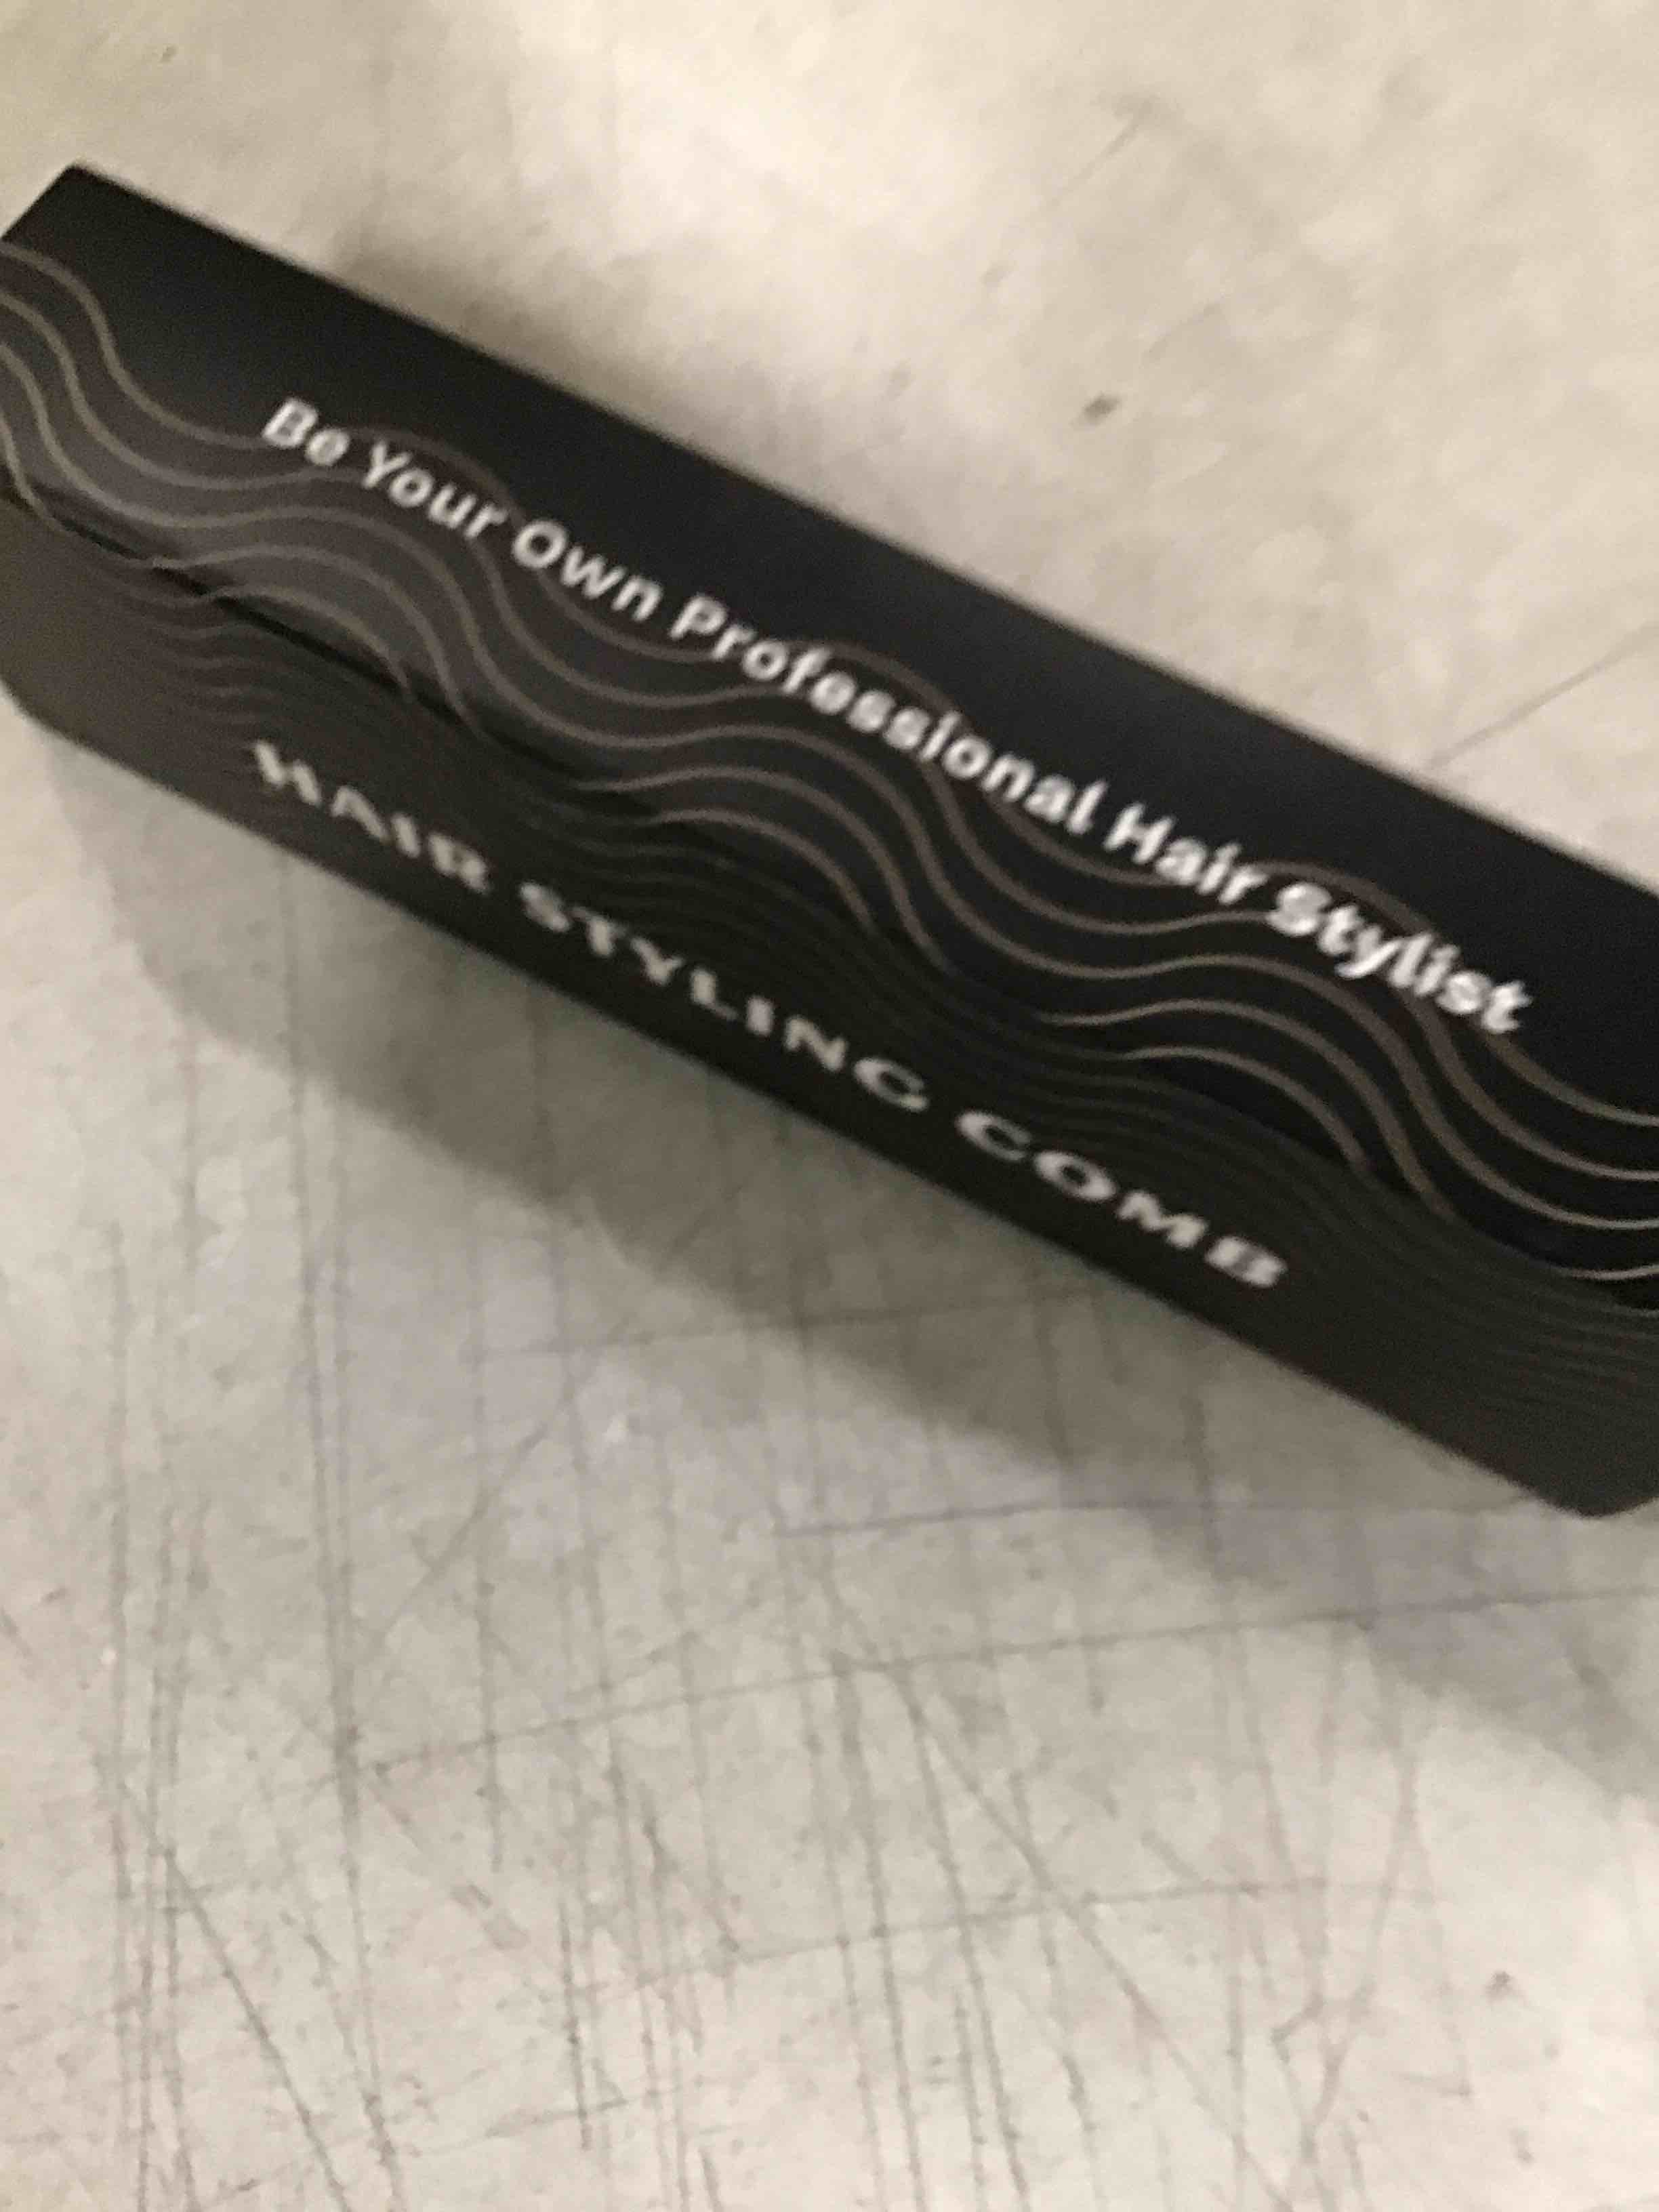 Be Your Own Professional Hair Stylist
HAIR STYLING COMB